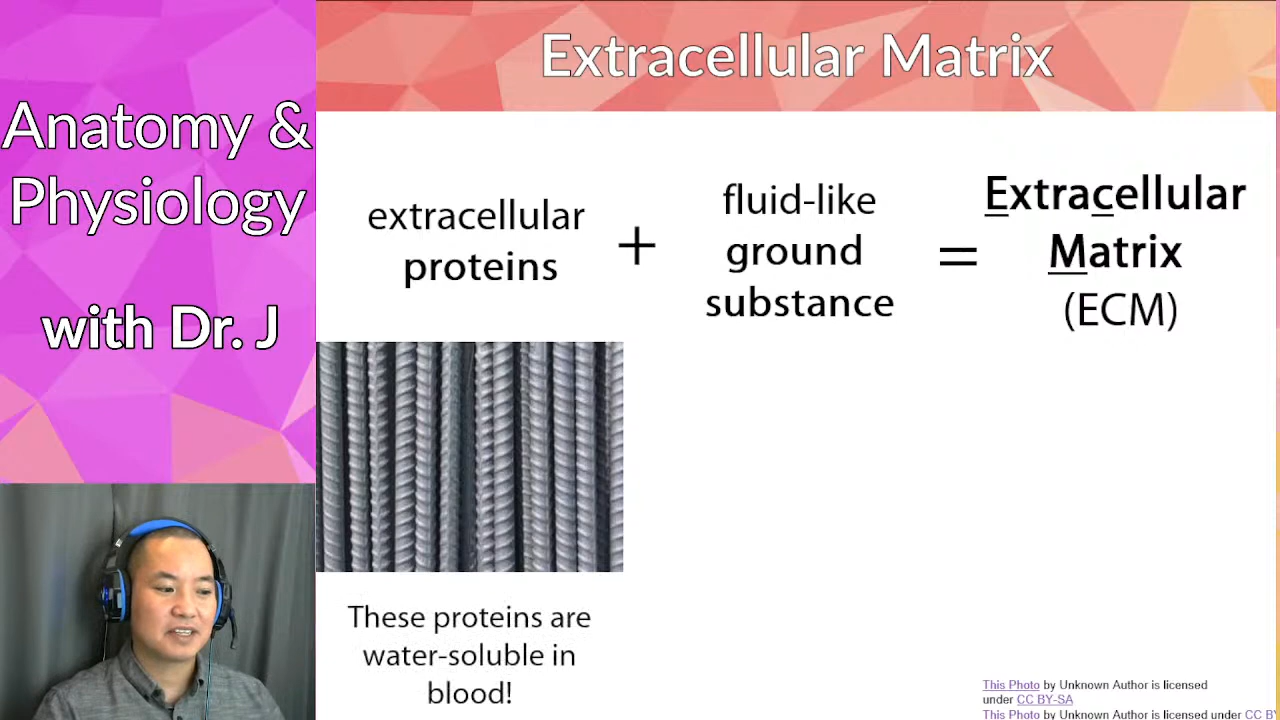 Anatomy &
Physiology
with Dr. J
Extracellular Matrix
extracellular
proteins
+
fluid-like
ground
substance
=
Extracellular
Matrix
(ECM)
These proteins are
water-soluble in
blood!
This Photo by Unknown Author is licensed
under CC BY-SA
This Photo by Unknown Author is licensed under CC BY